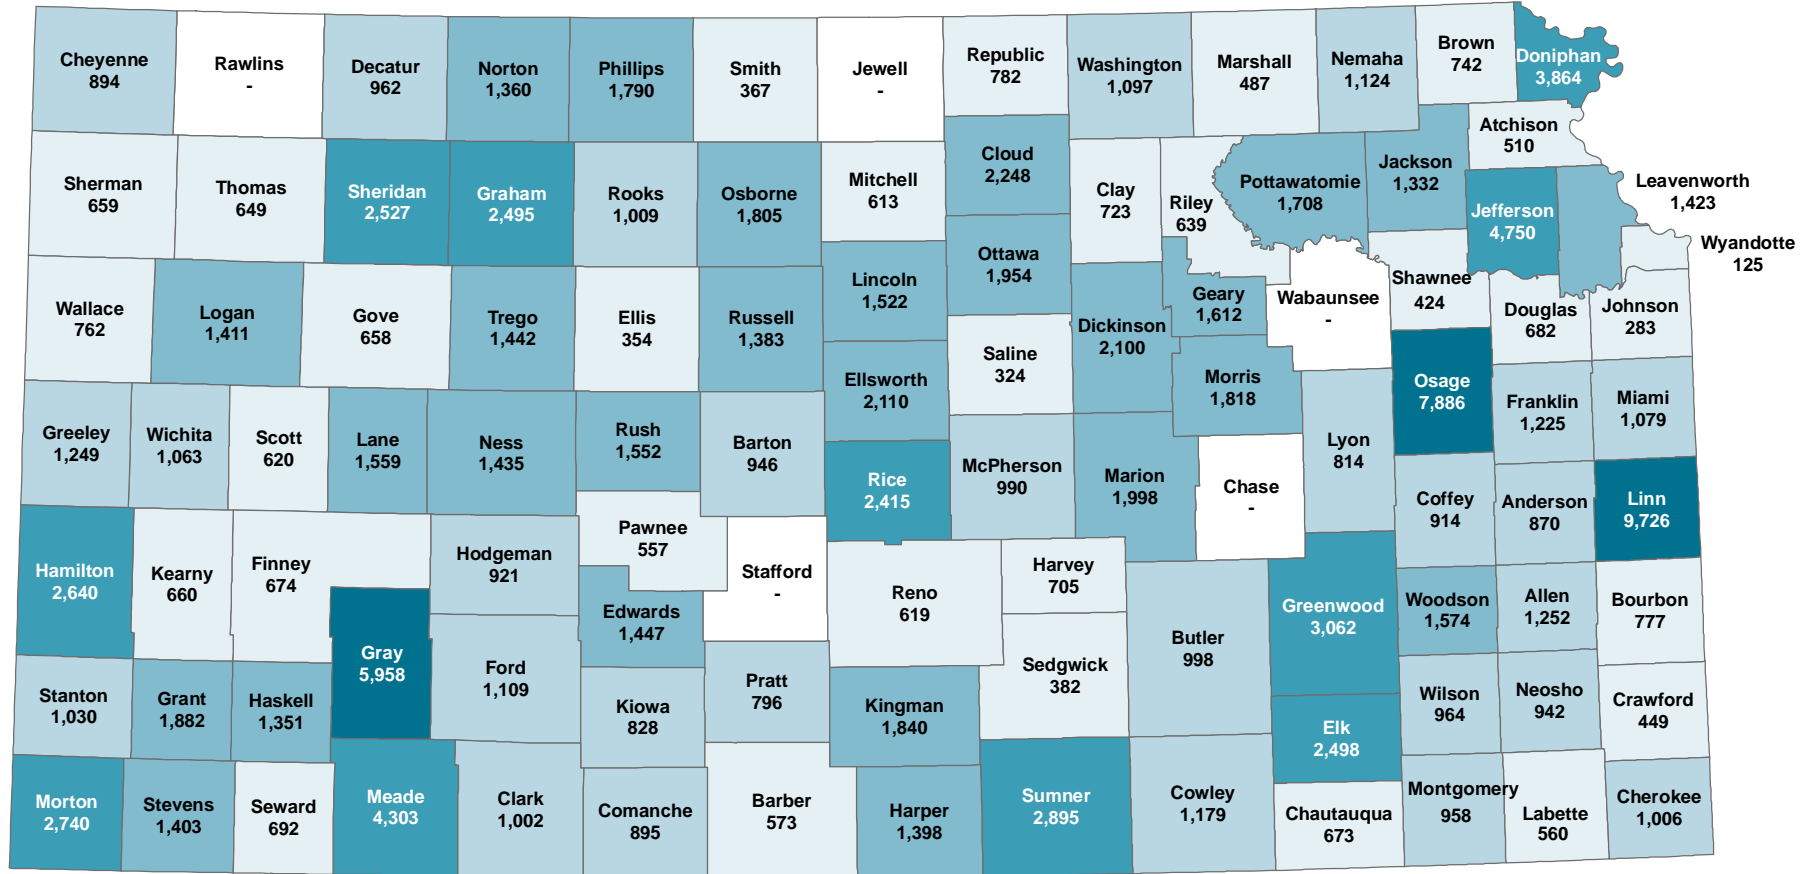 Cheyenne
894
Rawlins
-
Decatur
962
Norton
1,360
Phillips
1,790
Smith
367
Jewell
-
Republic
782
Washington
1,097
Marshall
487
Nemaha
1,124
Brown
742
Doniphan
3,864
Sherman
659
Thomas
649
Sheridan
2,527
Graham
2,495
Rooks
1,009
Osborne
1,805
Mitchell
613
Cloud
2,248
Clay
723
Riley
639
Pottawatomie
1,708
Jackson
1,332
Atchison
510
Jefferson
4,750
Leavenworth
1,423
Wyandotte
125
Wallace
762
Logan
1,411
Gove
658
Trego
1,442
Ellis
354
Russell
1,383
Lincoln
1,522
Ottawa
1,954
Dickinson
2,100
Geary
1,612
Wabaunsee
-
Shawnee
424
Douglas
682
Johnson
283
Ellsworth
2,110
Saline
324
Morris
1,818
Osage
7,886
Franklin
1,225
Miami
1,079
Greeley
1,249
Wichita
1,063
Scott
620
Lane
1,559
Ness
1,435
Rush
1,552
Barton
946
Rice
2,415
McPherson
990
Marion
1,998
Chase
-
Lyon
814
Coffey
914
Anderson
870
Linn
9,726
Hamilton
2,640
Kearny
660
Finney
674
Hodgeman
921
Pawnee
557
Stafford
-
Edwards
1,447
Reno
619
Harvey
705
Butler
998
Greenwood
3,062
Woodson
1,574
Allen
1,252
Bourbon
777
Gray
5,958
Ford
1,109
Kiowa
828
Pratt
796
Kingman
1,840
Sedgwick
382
Stanton
1,030
Grant
1,882
Haskell
1,351
Elk
2,498
Wilson
964
Neosho
942
Crawford
449
Morton
2,740
Stevens
1,403
Seward
692
Meade
4,303
Clark
1,002
Comanche
895
Barber
573
Harper
1,398
Sumner
2,895
Cowley
1,179
Chautauqua
673
Montgomery
958
Labette
560
Cherokee
1,006